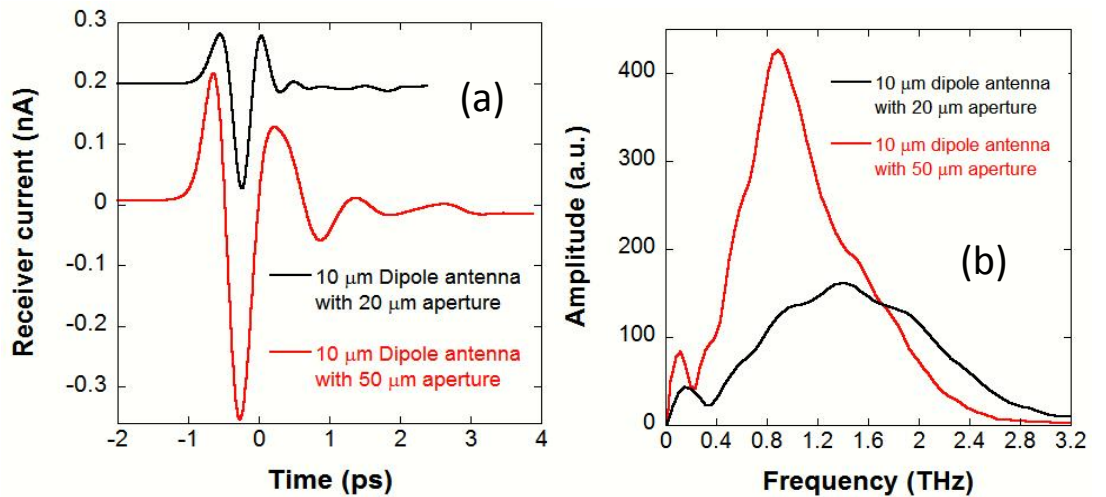 0.3
0.2
0.1
0
-0.1
-0.2
-0.3
-2
-1
0
1
2
3
4
Receiver current (nA)
Time (ps)
(a)
10 μm Dipole antenna
with 20 μm aperture
10 μm Dipole antenna
with 50 μm aperture
400
300
200
100
0
0
0.4
0.8
1.2
1.6
2
2.4
2.8
3.2
Amplitude (a.u.)
Frequency (THz)
(b)
10 μm dipole antenna
with 20 μm aperture
10 μm dipole antenna
with 50 μm aperture